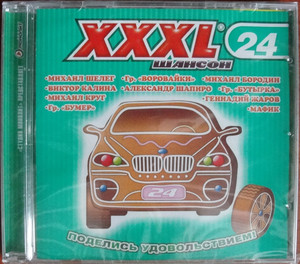 XXXL® 24
ШАНСОН
-МИХАИЛ ШЕЛЕГ -Гр. «ВОРОВАЙКИ» -МИХАИЛ БОРОДИН
-ВИКТОР КАЛИНА -АЛЕКСАНДР ШАПИРО -Гр. «БУТЫРКА»
-МИХАИЛ КРУГ -ГЕННАДИЙ ЖАРОВ
-Гр. «БУМЕР» -МАФИК
24
ПОДЕЛИСЬ УДОВОЛЬСТВИЕМ!